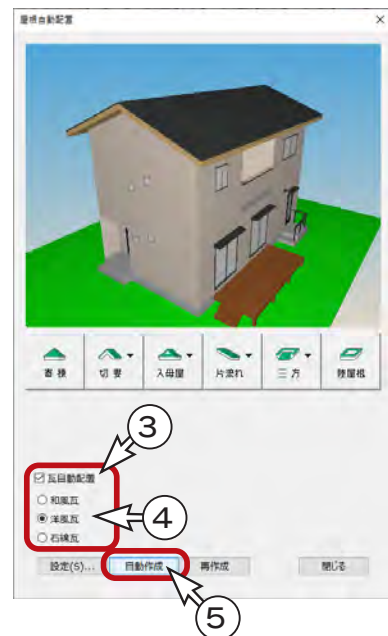 屋根自動配置 ×
寄棟 切妻 入母屋 片流れ 三方 陸屋根
③
☑ 瓦自動配置
○ 和風瓦
◉ 洋風瓦 ④
○ 石綿瓦
設定(S)... 自動作成 再作成 閉じる
⑤